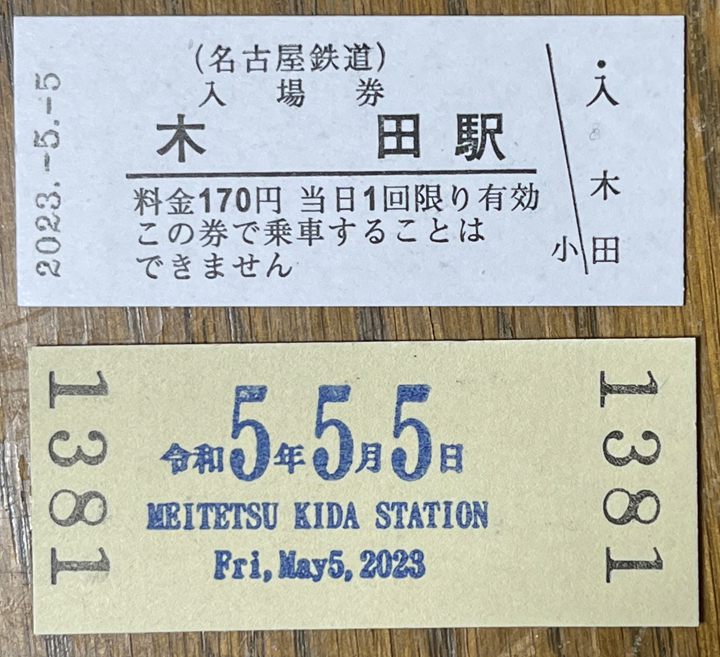 2023.-5.-5
（名古屋鉄道）
入場券
木田駅
料金170円 当日1回限り有効
この券で乗車することは
できません
・入
木田
小
1381
令和5年5月5日
MEITETSU KIDA STATION
Fri, May5, 2023
1381